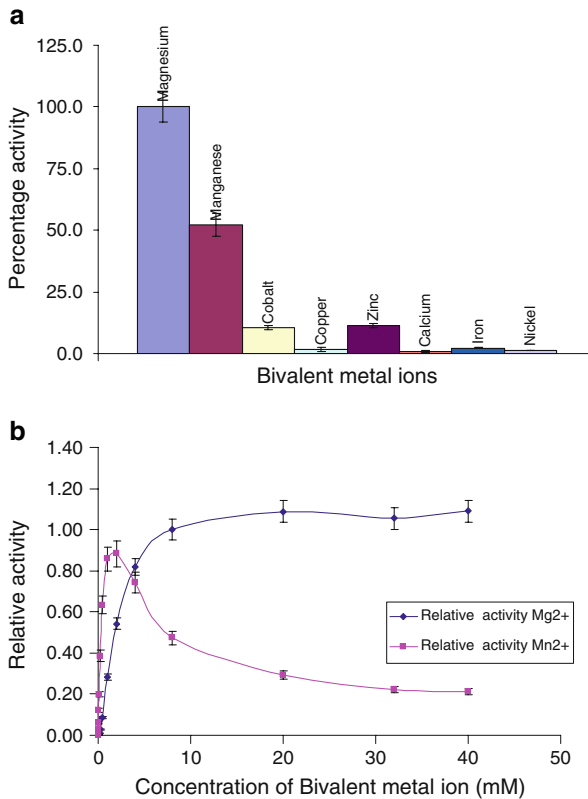 a
125.0
100.0
75.0
50.0
25.0
0.0
Percentage activity
Magnesium
Manganese
Cobalt
Copper
Zinc
Calcium
Iron
Nickel
Bivalent metal ions
b
1.40
1.20
1.00
0.80
0.60
0.40
0.20
0.00
Relative activity
Relative activity Mg2+
Relative activity Mn2+
0 10 20 30 40 50
Concentration of Bivalent metal ion (mM)